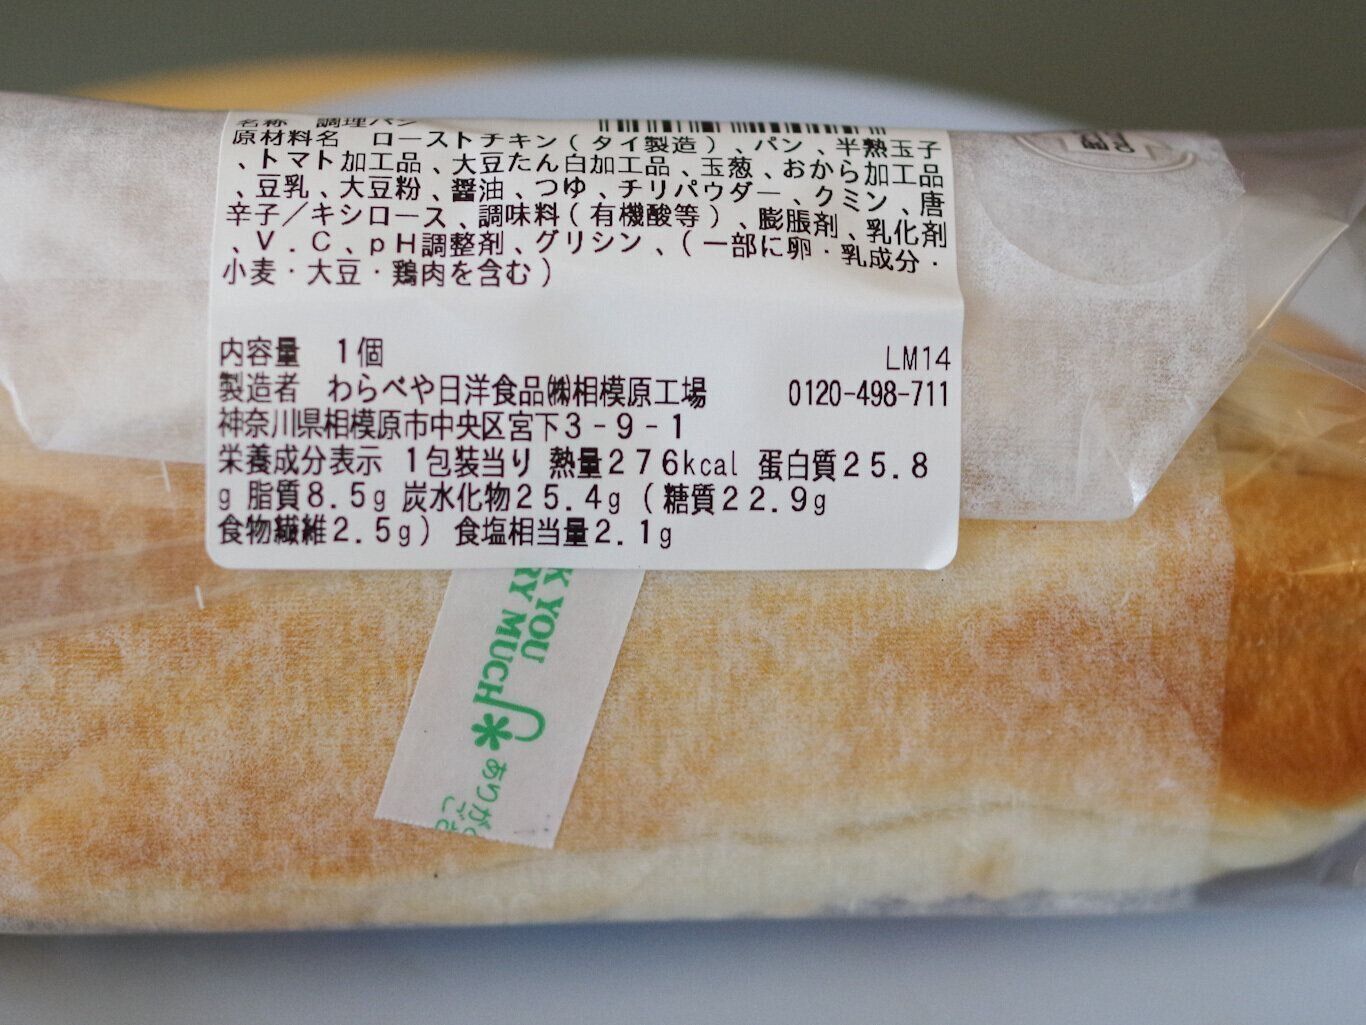 名称 調理パン
原材料名 ローストチキン（タイ製造）、パン、半熟玉子
、トマト加工品、大豆たん白加工品、玉葱、おから加工品
、豆乳、大豆粉、醤油、つゆ、チリパウダー、クミン、唐
辛子／キシロース、調味料（有機酸等）、膨脹剤、乳化剤
、V.C、pH調整剤、グリシン、（一部に卵・乳成分・
小麦・大豆・鶏肉を含む）
内容量 1個 LM14
製造者 わらべや日洋食品㈱相模原工場 0120-498-711
神奈川県相模原市中央区宮下3-9-1
栄養成分表示 1包装当り 熱量276kcal 蛋白質25.8
g 脂質8.5g 炭水化物25.4g（糖質22.9g
食物繊維2.5g） 食塩相当量2.1g
K YOU
RY MUCH
ありがと
ござ